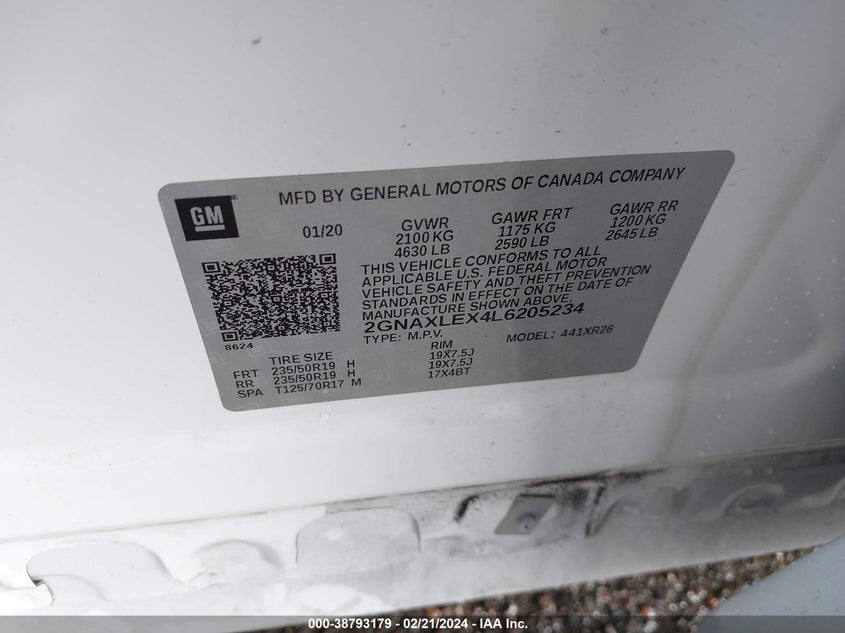 GM
MFD BY GENERAL MOTORS OF CANADA COMPANY
01/20
GVWR
2100 KG
4630 LB
GAWR FRT
1175 KG
2590 LB
GAWR RR
1200 KG
2645 LB
THIS VEHICLE CONFORMS TO ALL
APPLICABLE U.S. FEDERAL MOTOR
VEHICLE SAFETY AND THEFT PREVENTION
STANDARDS IN EFFECT ON THE DATE OF
MANUFACTURE SHOWN ABOVE.
2GNAXLEX4L6205234
8624
TYPE: M.P.V. MODEL: 441XR26
TIRE SIZE RIM
FRT 235/50R19 H 19X7.5J
RR 235/50R19 H 19X7.5J
SPA T125/70R17 M 17X4BT
000-38793179 - 02/21/2024 - IAA, Inc.